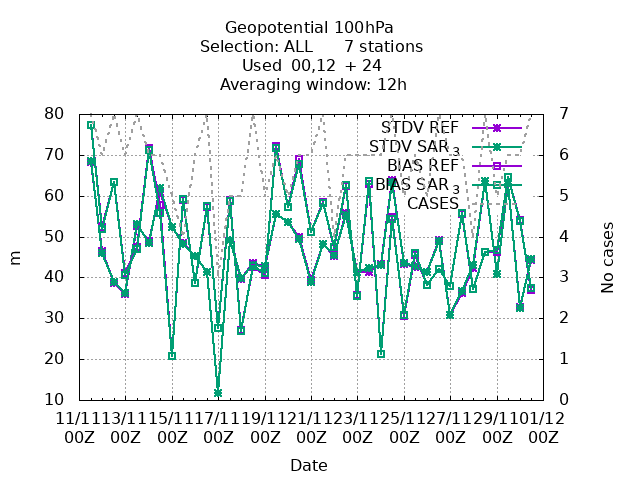 Geopotential 100hPa
Selection: ALL 7 stations
Used 00,12 + 24
Averaging window: 12h
80 7
STDV REF
STDV SAR_3
70 6
BIAS REF
BIAS SAR_3
CASES
60 5
50 4
40 3
30 2
20 1
10 0
m
No cases
11/11 13/11 15/11 17/11 19/11 21/11 23/11 25/11 27/11 29/11 01/12
00Z 00Z 00Z 00Z 00Z 00Z 00Z 00Z 00Z 00Z 00Z
Date